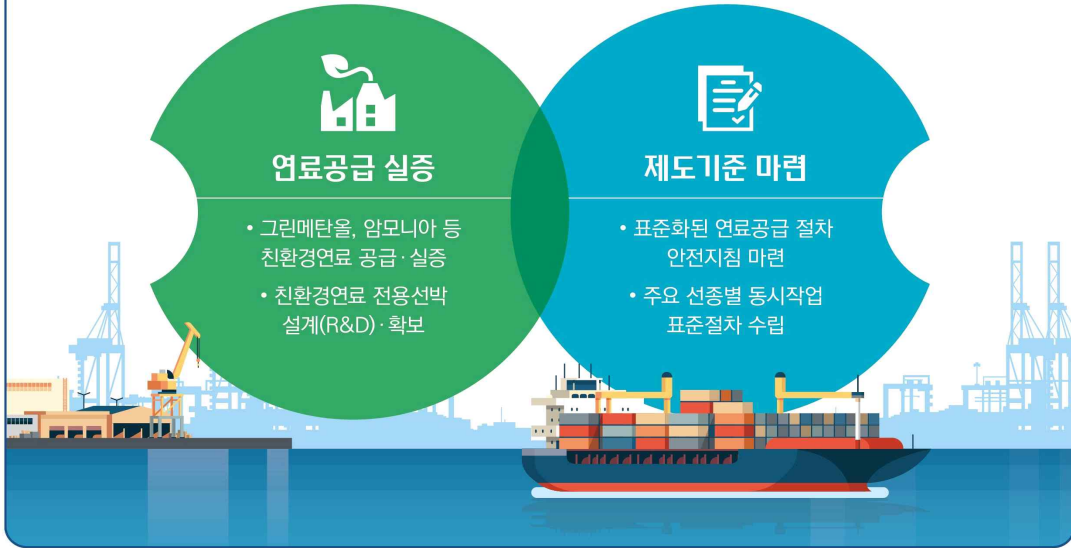 연료공급 실증
• 그린메탄올, 암모니아 등
친환경연료 공급·실증
• 친환경연료 전용선박
설계(R&D)·확보
제도기준 마련
• 표준화된 연료공급 절차
안전지침 마련
• 주요 선종별 동시작업
표준절차 수립